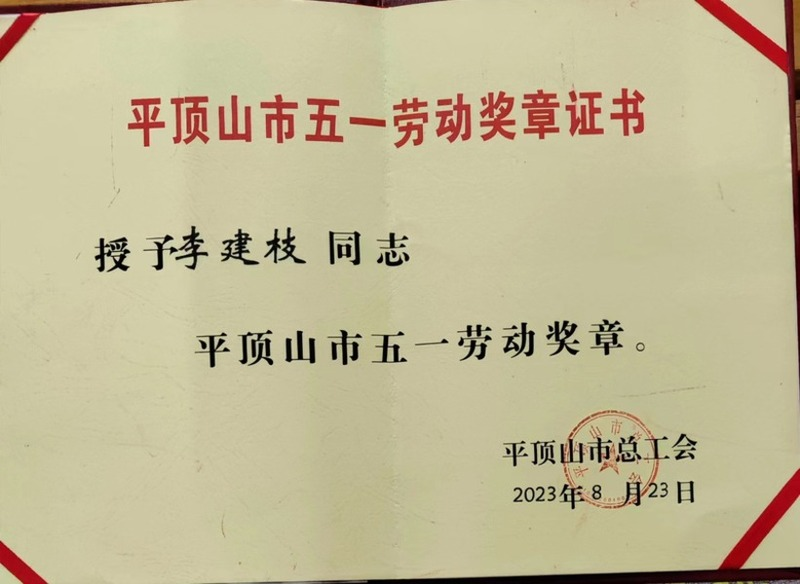 平顶山市五一劳动奖章证书
授予李建枝 同志
平顶山市五一劳动奖章。
平顶山市总工会
2023年 8 月23日